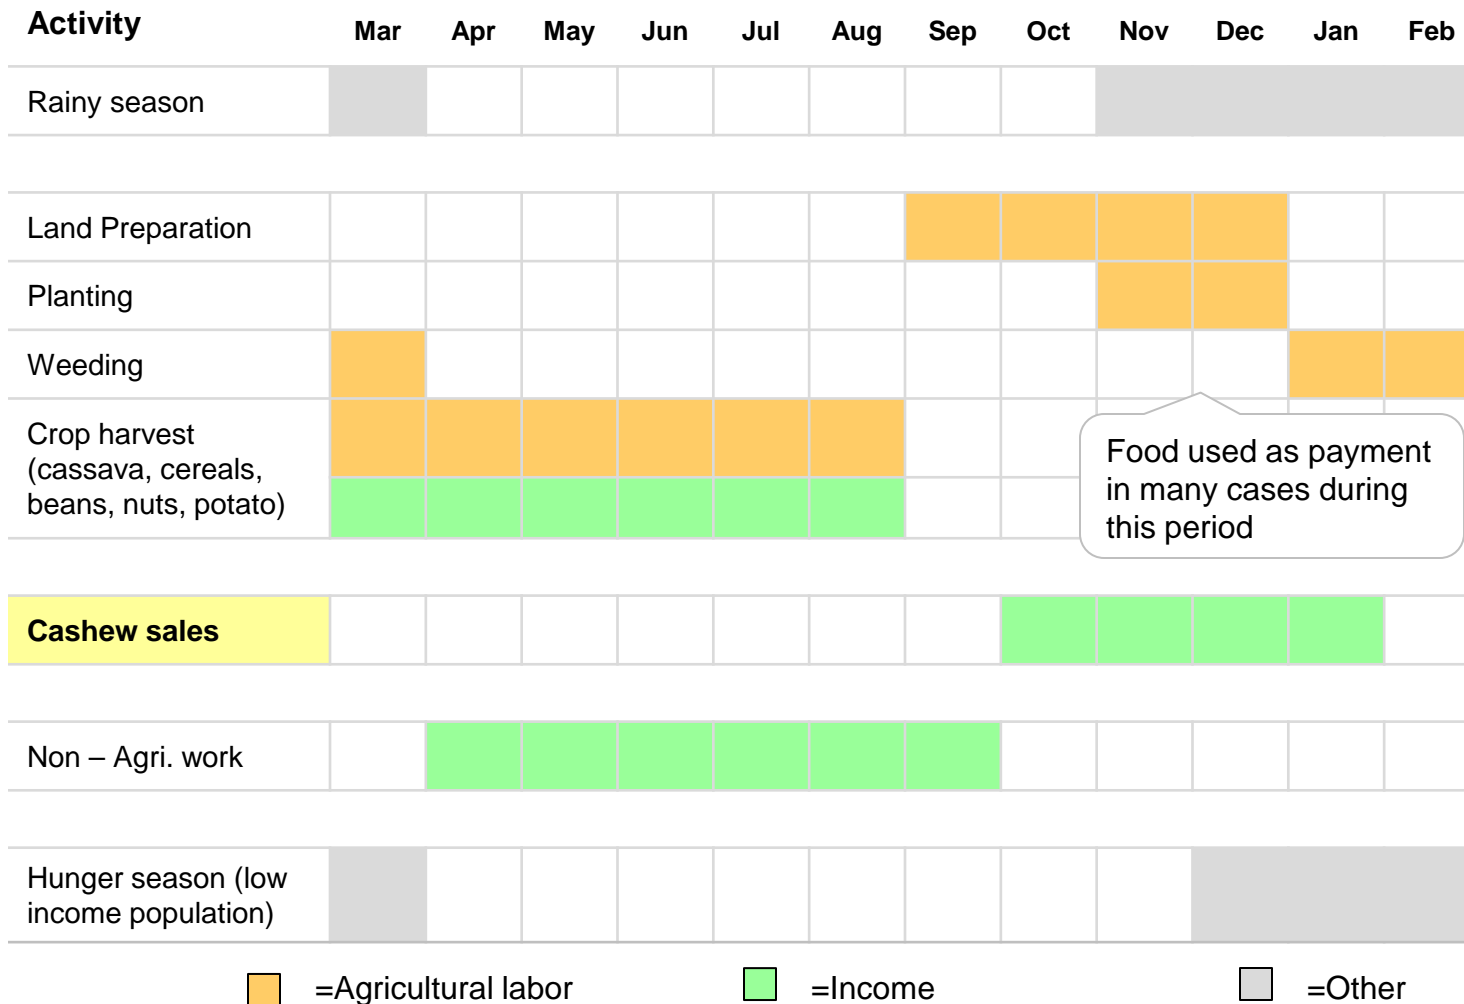 Activity Mar Apr May Jun Jul Aug Sep Oct Nov Dec Jan Feb
Rainy season
Land Preparation
Planting
Weeding
Crop harvest
(cassava, cereals,
beans, nuts, potato)
Food used as payment
in many cases during
this period
Cashew sales
Non – Agri. work
Hunger season (low
income population)
=Agricultural labor =Income =Other